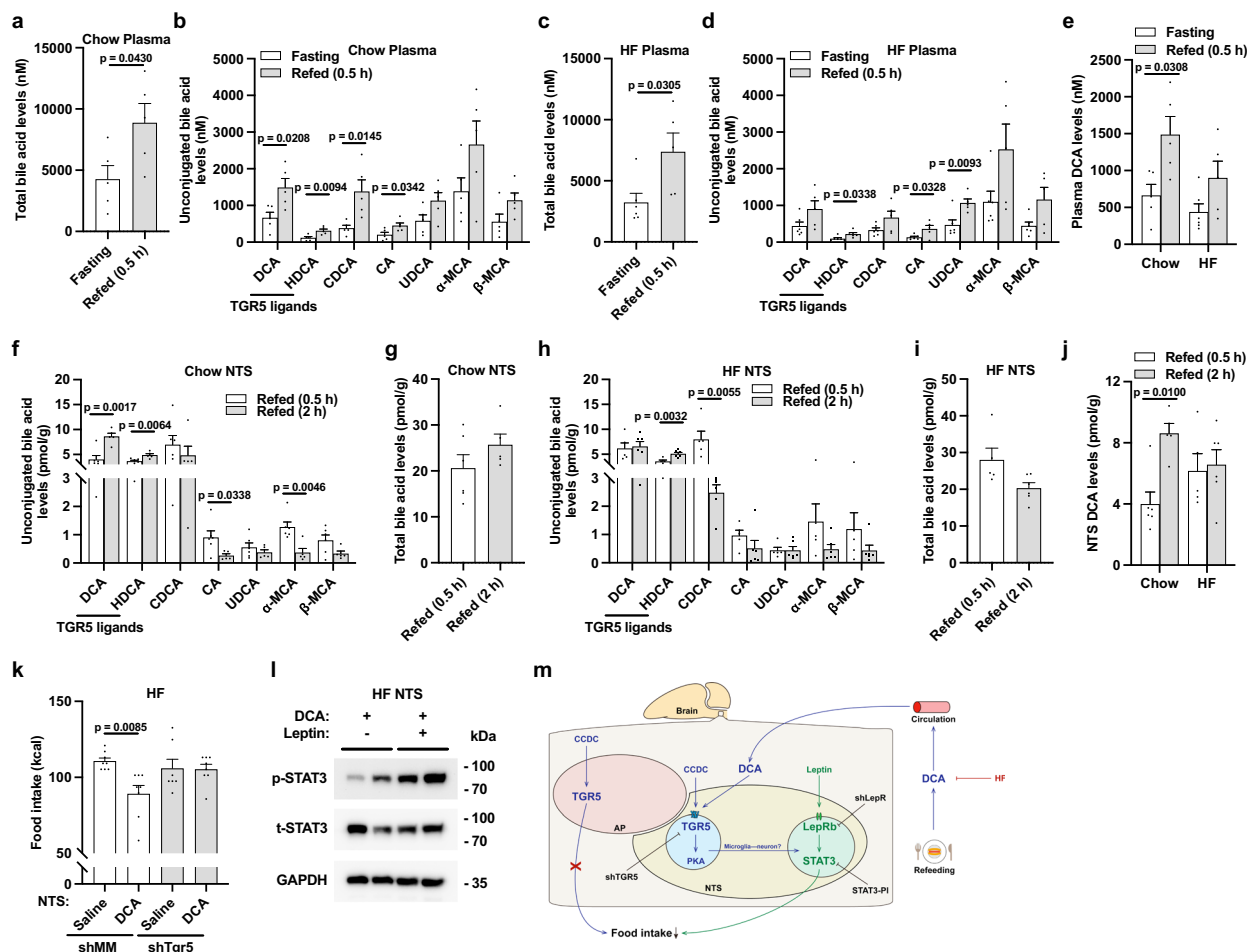 a
Chow Plasma
Total bile acid levels (nM)
15000
10000
5000
0
p = 0.0430
Fasting
Refed (0.5 h)
b
Chow Plasma
Fasting
Refed (0.5 h)
Unconjugated bile acid
levels (nM)
5000
4000
3000
2000
1000
0
p = 0.0208
p = 0.0094
p = 0.0145
p = 0.0342
DCA
HDCA
CDCA
CA
UDCA
α-MCA
β-MCA
TGR5 ligands
c
HF Plasma
Total bile acid levels (nM)
15000
10000
5000
0
p = 0.0305
Fasting
Refed (0.5 h)
d
HF Plasma
Fasting
Refed (0.5 h)
Unconjugated bile acid
levels (nM)
5000
4000
3000
2000
1000
0
p = 0.0338
p = 0.0328
p = 0.0093
DCA
HDCA
CDCA
CA
UDCA
α-MCA
β-MCA
TGR5 ligands
e
Fasting
Refed (0.5 h)
Plasma DCA levels (nM)
2500
2000
1500
1000
500
0
p = 0.0308
Chow
HF
f
Chow NTS
Refed (0.5 h)
Refed (2 h)
Unconjugated bile acid
levels (pmol/g)
20
15
10
5
3
2
1
0
p = 0.0017
p = 0.0064
p = 0.0338
p = 0.0046
DCA
HDCA
CDCA
CA
UDCA
α-MCA
β-MCA
TGR5 ligands
g
Chow NTS
Total bile acid levels (pmol/g)
40
30
20
10
0
Refed (0.5 h)
Refed (2 h)
h
HF NTS
Refed (0.5 h)
Refed (2 h)
Unconjugated bile acid
levels (pmol/g)
20
15
10
5
3
2
1
0
p = 0.0032
p = 0.0055
DCA
HDCA
CDCA
CA
UDCA
α-MCA
β-MCA
TGR5 ligands
i
HF NTS
Total bile acid levels (pmol/g)
50
40
30
20
10
0
Refed (0.5 h)
Refed (2 h)
j
Refed (0.5 h)
Refed (2 h)
NTS DCA levels (pmol/g)
12
8
4
0
p = 0.0100
Chow
HF
k
HF
Food intake (kcal)
150
100
50
0
p = 0.0085
NTS:
Saline
DCA
Saline
DCA
shMM
shTgr5
l
HF NTS
DCA: + +
Leptin: - +
kDa
p-STAT3
- 100
- 70
t-STAT3
- 100
- 70
GAPDH
- 35
m
Brain
Circulation
CCDC
CCDC
DCA
Leptin
DCA
HF
TGR5
shLepR
AP
TGR5
LepRb
PKA
Microglia—neuron?
STAT3
shTGR5
NTS
STAT3-PI
Refeeding
Food intake